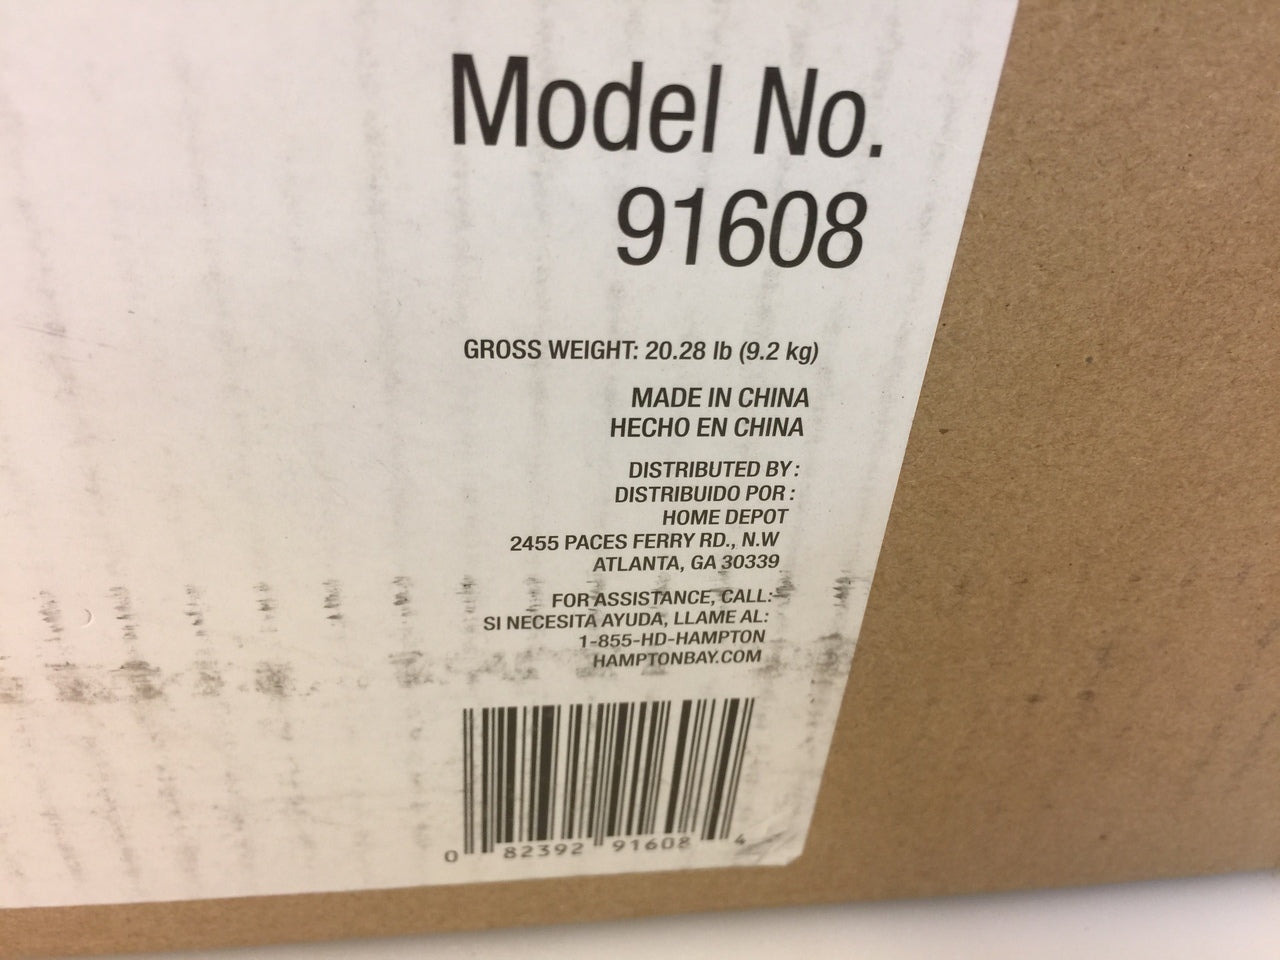 Model No.
91608
GROSS WEIGHT: 20.28 lb (9.2 kg)
MADE IN CHINA
HECHO EN CHINA
DISTRIBUTED BY :
DISTRIBUIDO POR :
HOME DEPOT
2455 PACES FERRY RD., N.W
ATLANTA, GA 30339
FOR ASSISTANCE, CALL:
SI NECESITA AYUDA, LLAME AL:
1-855-HD-HAMPTON
HAMPTONBAY.COM
0 82392 91608 4